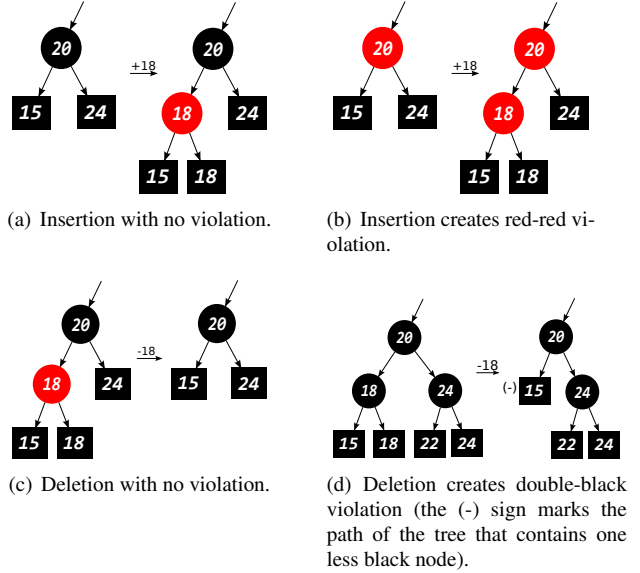 20 +18 20 20 +18 20
15 24 18 24 15 24 18 24
15 18 15 18
(a) Insertion with no violation.
(b) Insertion creates red-red vi-
olation.
20 -18 20
18 24 15 24
15 18
20 -18 20
18 24 (-) 15 24
15 18 22 24 22 24
(c) Deletion with no violation.
(d) Deletion creates double-black
violation (the (-) sign marks the
path of the tree that contains one
less black node).